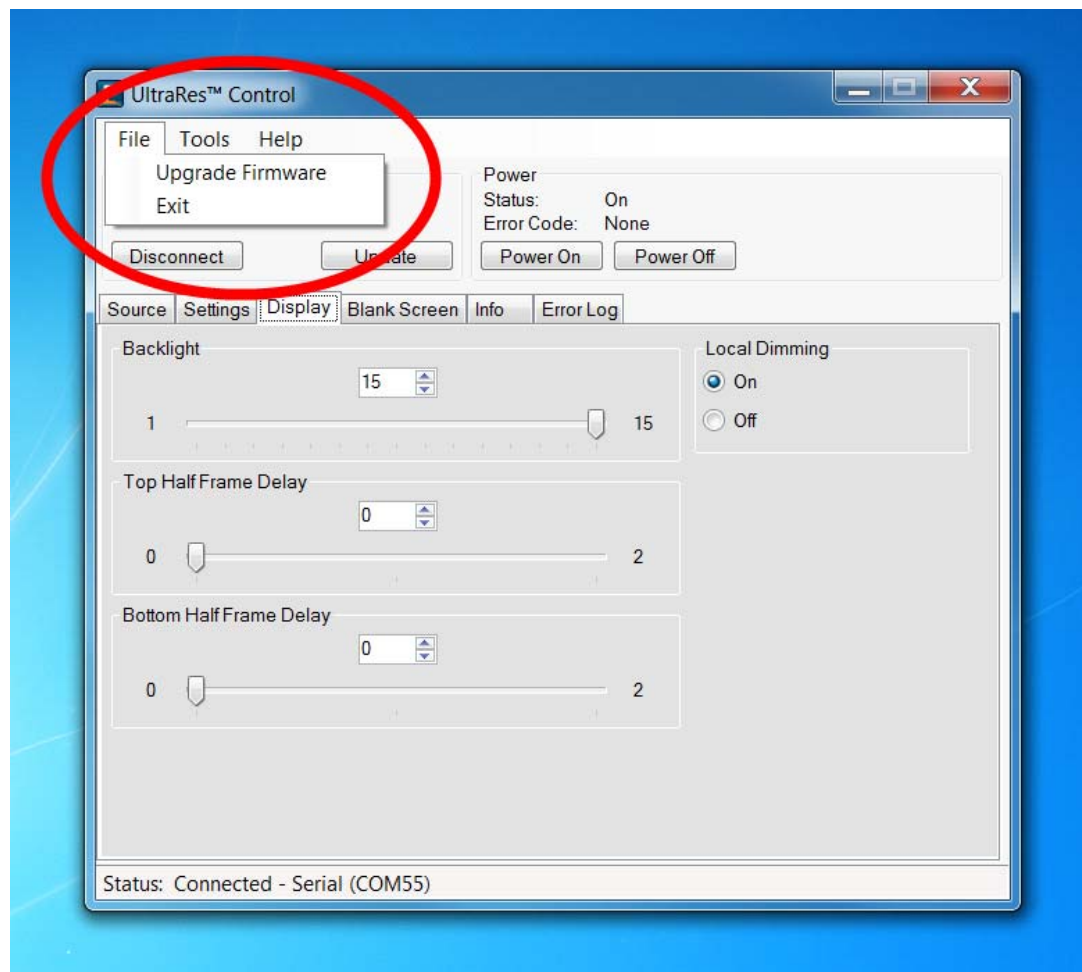 UltraRes™ Control
X
File Tools Help
Upgrade Firmware
Exit
Disconnect Update
Power
Status: On
Error Code: None
Power On Power Off
Source Settings Display Blank Screen Info Error Log
Backlight
15
1 15
Local Dimming
On
Off
Top Half Frame Delay
0
0 2
Bottom Half Frame Delay
0
0 2
Status: Connected - Serial (COM55)